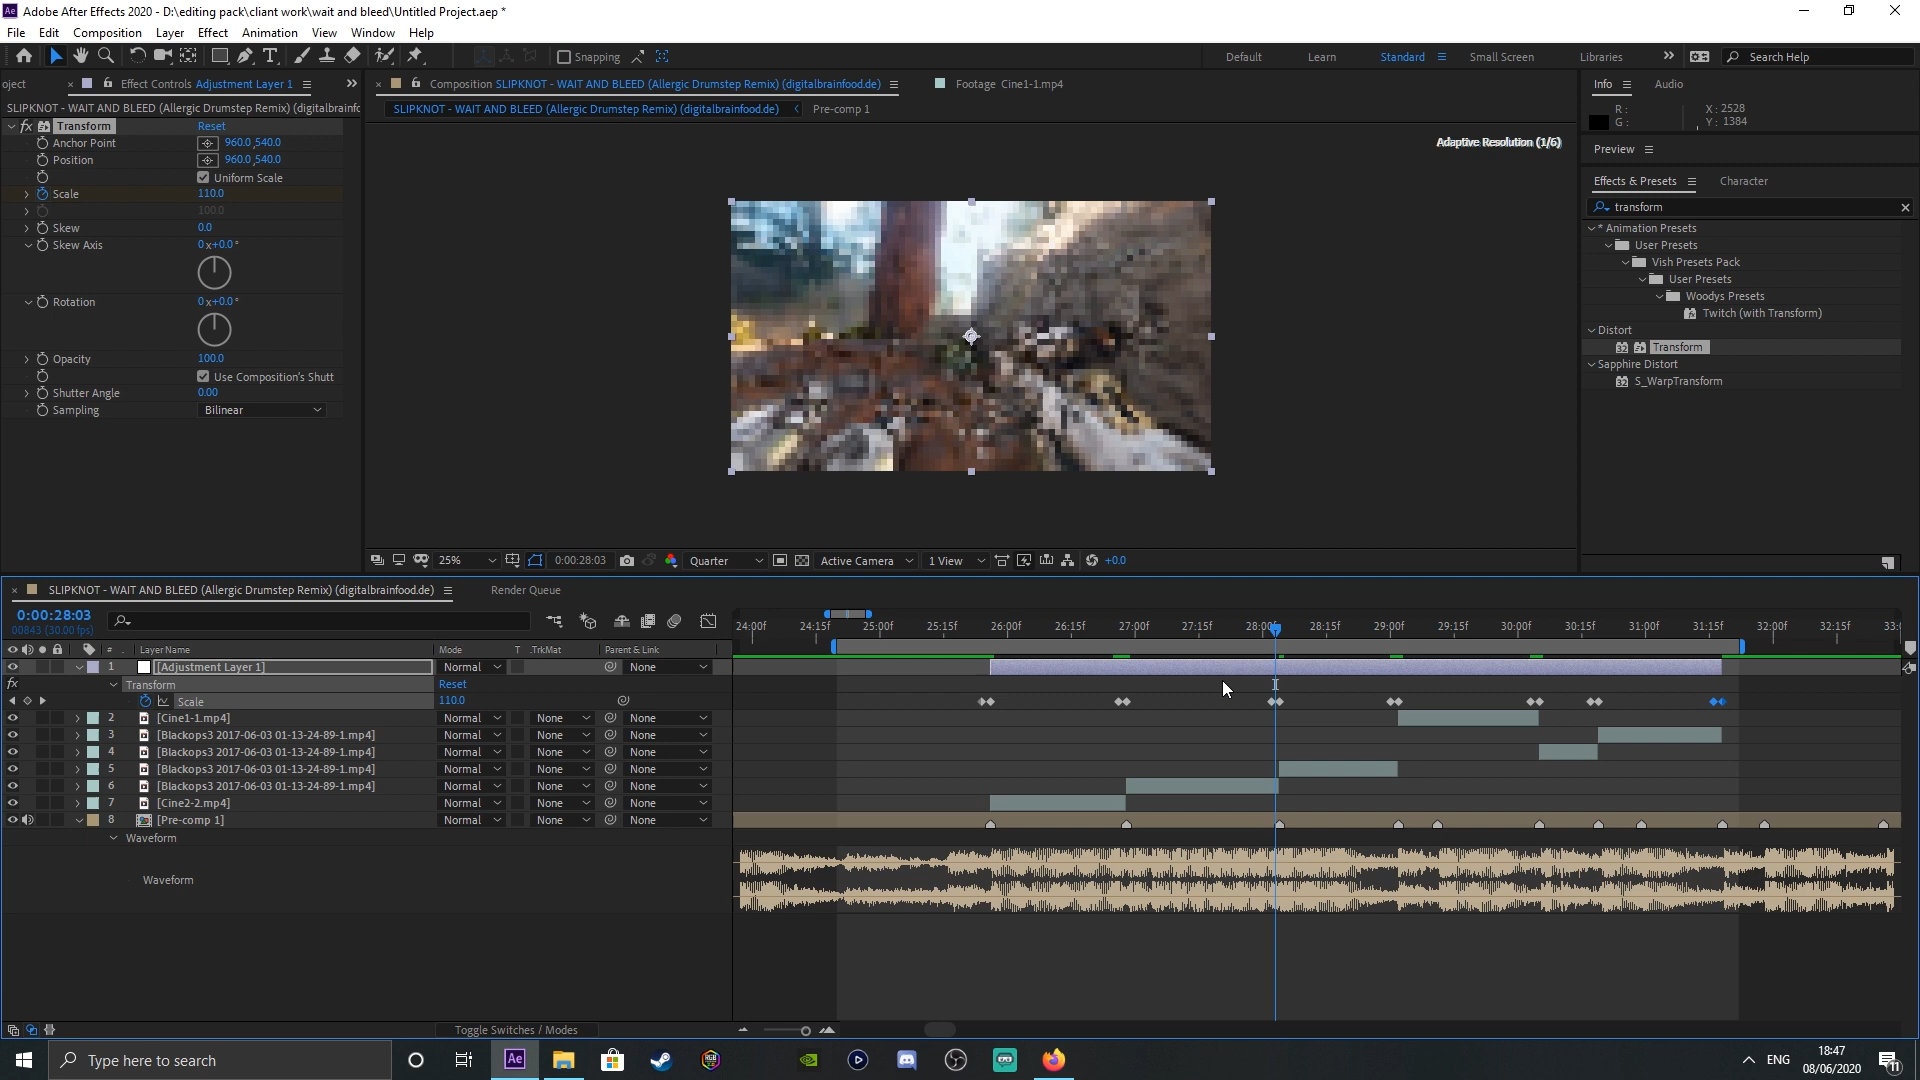 Adobe After Effects 2020 - D:\editing pack\cliant work\wait and bleed\Untitled Project.aep *
File Edit Composition Layer Effect Animation View Window Help
Snapping
Default Learn Standard Small Screen Libraries Search Help
oject Effect Controls Adjustment Layer 1
Composition SLIPKNOT - WAIT AND BLEED (Allergic Drumstep Remix) (digitalbrainfood.de)
Footage Cine1-1.mp4
Info Audio
SLIPKNOT - WAIT AND BLEED (Allergic Drumstep Remix) (digitalbrainfc
SLIPKNOT - WAIT AND BLEED (Allergic Drumstep Remix) (digitalbrainfood.de) Pre-comp 1
R: X: 2528
G: Y: 1384
fx Transform Reset
Anchor Point 960.0,540.0
Position 960.0,540.0
Uniform Scale
Scale 110.0
100.0
Skew 0.0
Skew Axis 0x+0.0°
Rotation 0x+0.0°
Opacity 100.0
Use Composition's Shutt
Shutter Angle 0.00
Sampling Bilinear
Adaptive Resolution (1/6)
Preview
Effects & Presets Character
transform
* Animation Presets
User Presets
Vish Presets Pack
User Presets
Woodys Presets
Twitch (with Transform)
Distort
32 Transform
Sapphire Distort
32 S_WarpTransform
25% 0:00:28:03 Quarter Active Camera 1 View +0.0
SLIPKNOT - WAIT AND BLEED (Allergic Drumstep Remix) (digitalbrainfood.de) Render Queue
0:00:28:03
00843 (30.00 fps)
24:00f 24:15f 25:00f 25:15f 26:00f 26:15f 27:00f 27:15f 28:00f 28:15f 29:00f 29:15f 30:00f 30:15f 31:00f 31:15f 32:00f 32:15f 33:
# Layer Name Mode T .TrkMat Parent & Link
1 [Adjustment Layer 1] Normal None
fx Transform Reset
Scale 110.0
2 [Cine1-1.mp4] Normal None None
3 [Blackops3 2017-06-03 01-13-24-89-1.mp4] Normal None None
4 [Blackops3 2017-06-03 01-13-24-89-1.mp4] Normal None None
5 [Blackops3 2017-06-03 01-13-24-89-1.mp4] Normal None None
6 [Blackops3 2017-06-03 01-13-24-89-1.mp4] Normal None None
7 [Cine2-2.mp4] Normal None None
8 [Pre-comp 1] Normal None None
Waveform
Waveform
Toggle Switches / Modes
Type here to search
Ae
ENG
18:47
08/06/2020
11